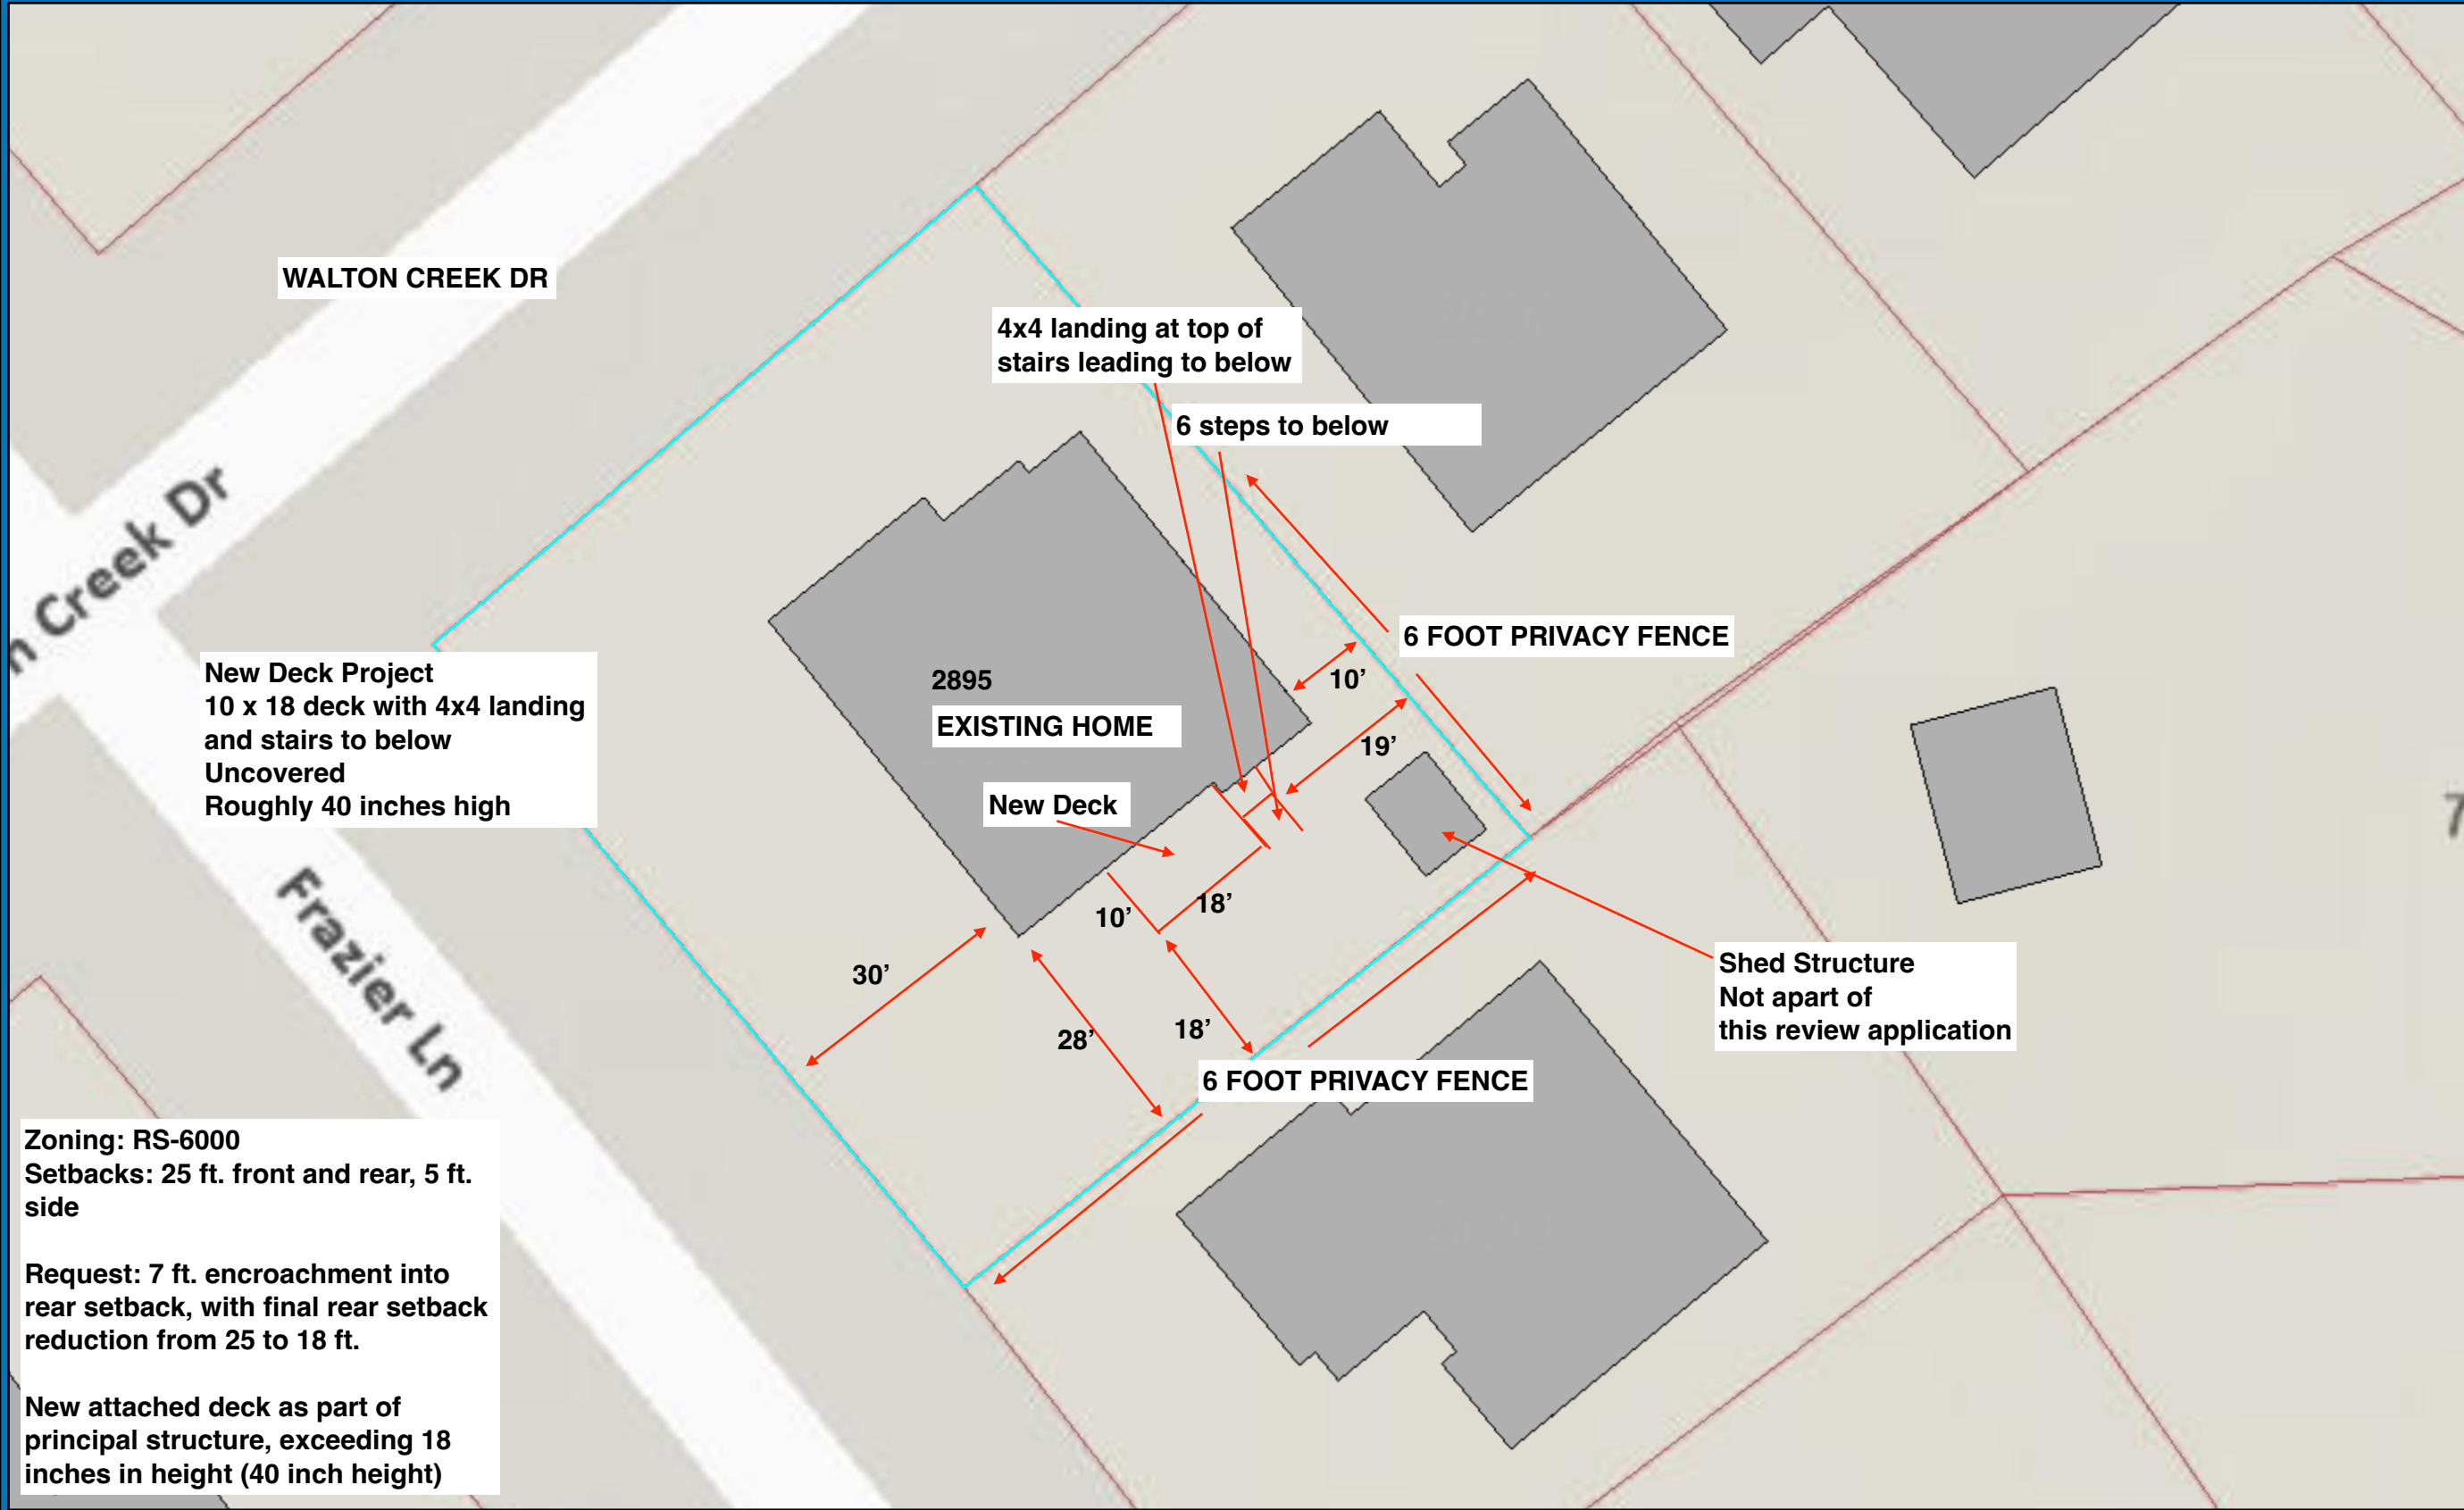 WALTON CREEK DR
4x4 landing at top of
stairs leading to below
6 steps to below
n Creek Dr
6 FOOT PRIVACY FENCE
10’
19’
New Deck Project
10 x 18 deck with 4x4 landing
and stairs to below
Uncovered
Roughly 40 inches high
2895
EXISTING HOME
New Deck
7
10’
18’
30’
28’
18’
Frazier Ln
Shed Structure
Not apart of
this review application
6 FOOT PRIVACY FENCE
Zoning: RS-6000
Setbacks: 25 ft. front and rear, 5 ft.
side
Request: 7 ft. encroachment into
rear setback, with final rear setback
reduction from 25 to 18 ft.
New attached deck as part of
principal structure, exceeding 18
inches in height (40 inch height)